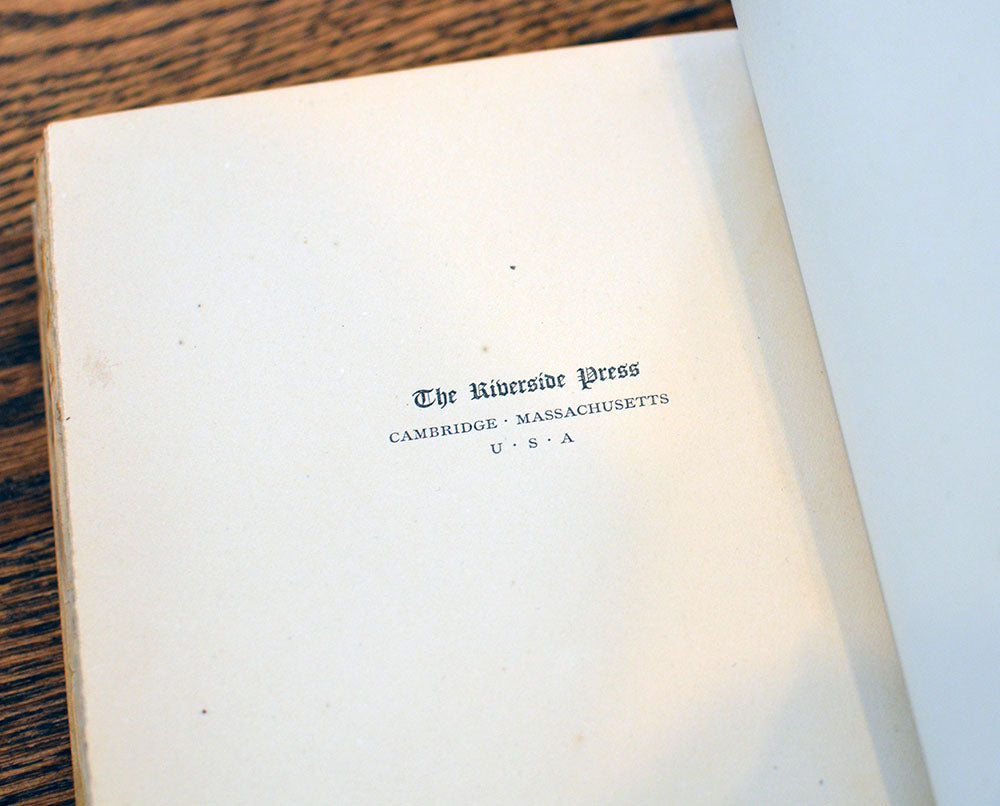 The Riverside Press
CAMBRIDGE · MASSACHUSETTS
U · S · A